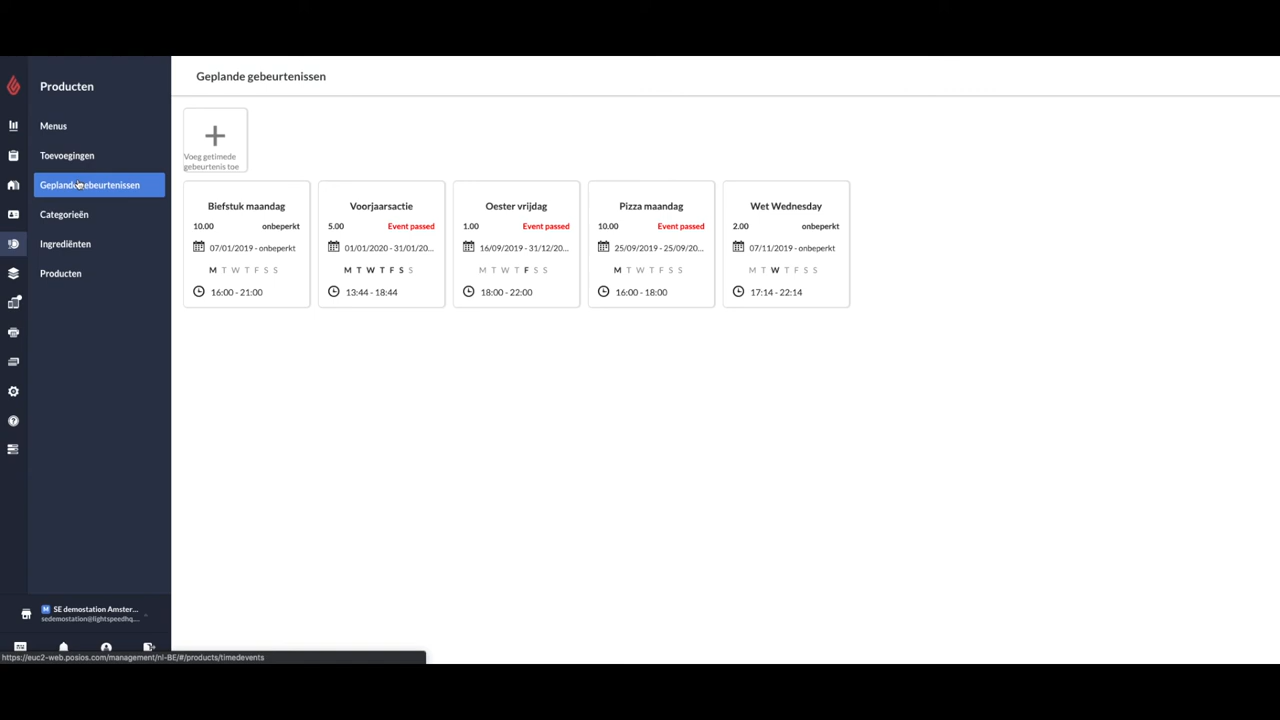 Producten
Menus
Toevoegingen
Geplande gebeurtenissen
Categorieën
Ingrediënten
Producten
M SE demostation Amster...
sedemostation@lightspeedhq....
https://euc2-web.posios.com/management/nl-BE/#/products/timedevents
Geplande gebeurtenissen
Voeg getimede
gebeurtenis toe
Biefstuk maandag
10.00 onbeperkt
07/01/2019 - onbeperkt
M T W T F S S
16:00 - 21:00
Voorjaarsactie
5.00 Event passed
01/01/2020 - 31/01/20...
M T W T F S S
13:44 - 18:44
Oester vrijdag
1.00 Event passed
16/09/2019 - 31/12/20...
M T W T F S S
18:00 - 22:00
Pizza maandag
10.00 Event passed
25/09/2019 - 25/09/20...
M T W T F S S
16:00 - 18:00
Wet Wednesday
2.00 onbeperkt
07/11/2019 - onbeperkt
M T W T F S S
17:14 - 22:14